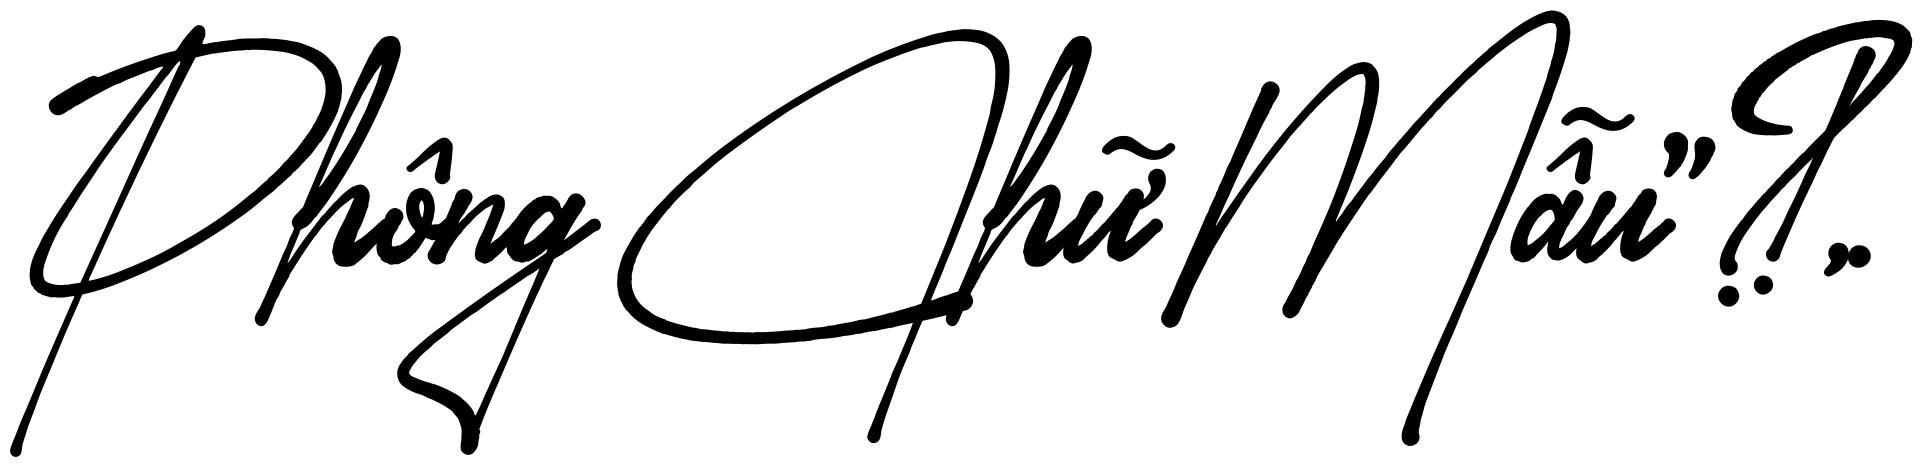 Phông Chữ Mẫu”?!,.